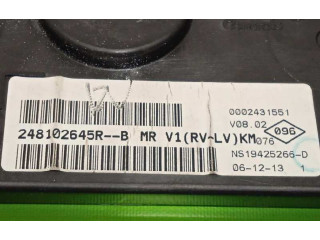 0002431551
V08.02
096
248102645R--B MR V1(RV-LV)KM
076
NS19425266-D
06-12-13 1